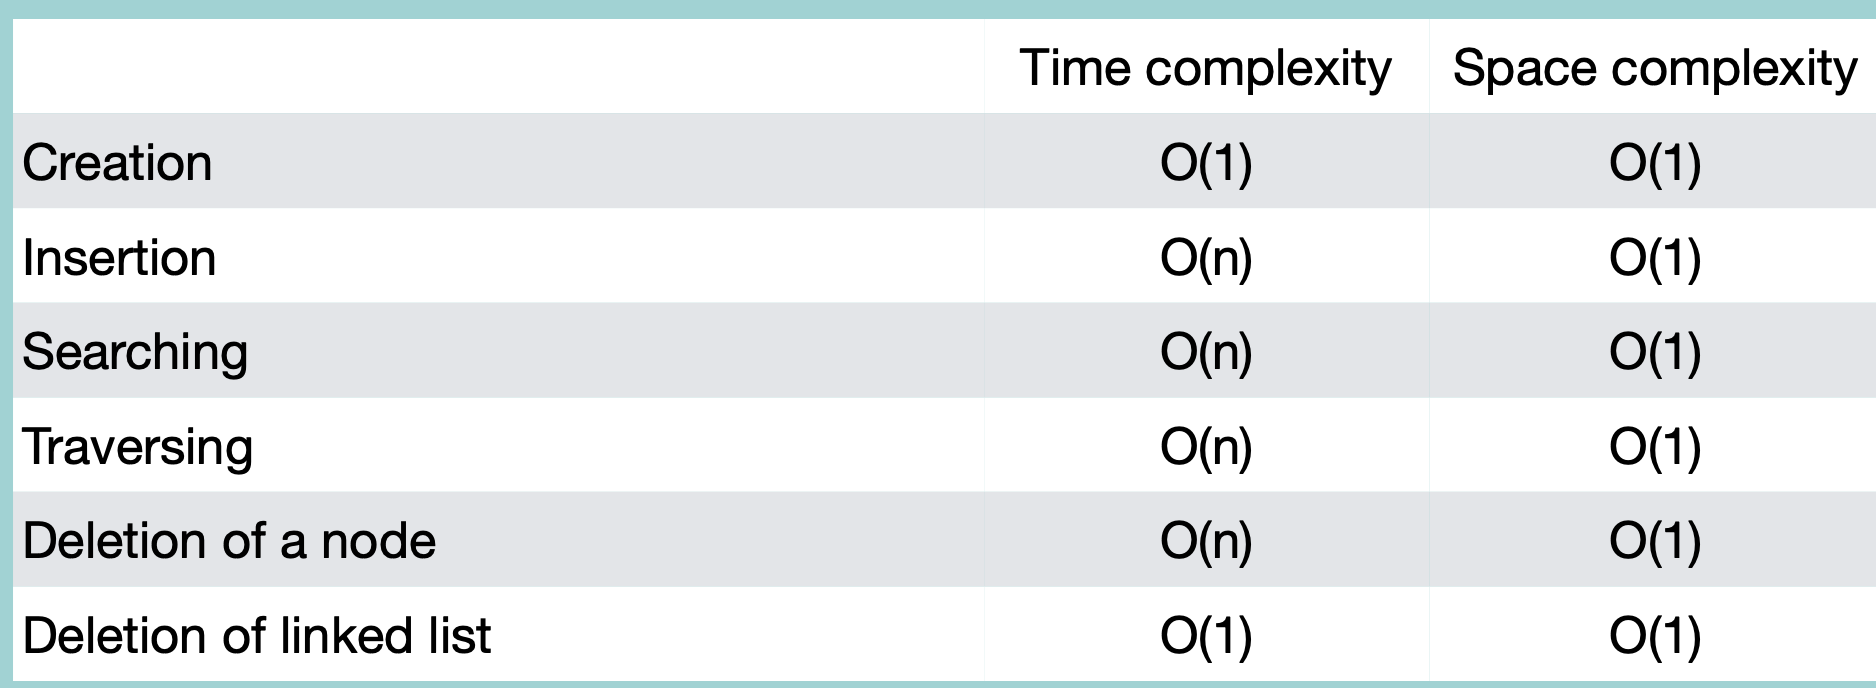 Time complexity Space complexity
Creation O(1) O(1)
Insertion O(n) O(1)
Searching O(n) O(1)
Traversing O(n) O(1)
Deletion of a node O(n) O(1)
Deletion of linked list O(1) O(1)